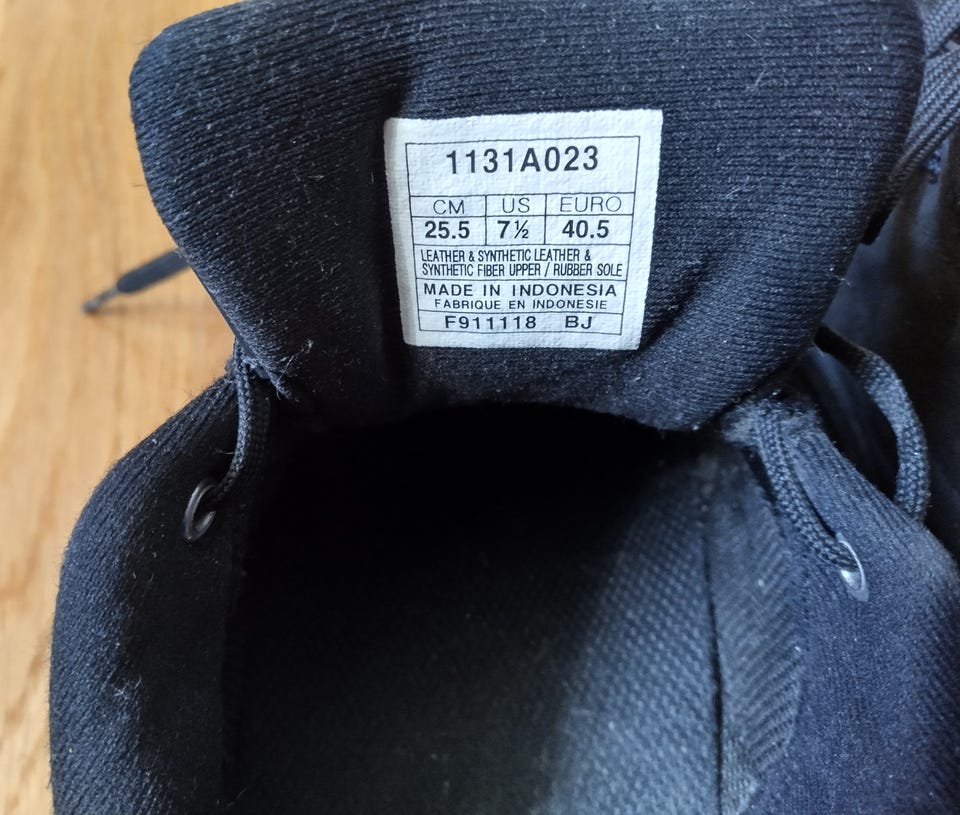 1131A023
CM US EURO
25.5 7½ 40.5
LEATHER & SYNTHETIC LEATHER &
SYNTHETIC FIBER UPPER / RUBBER SOLE
MADE IN INDONESIA
FABRIQUE EN INDONESIE
F911118 BJ